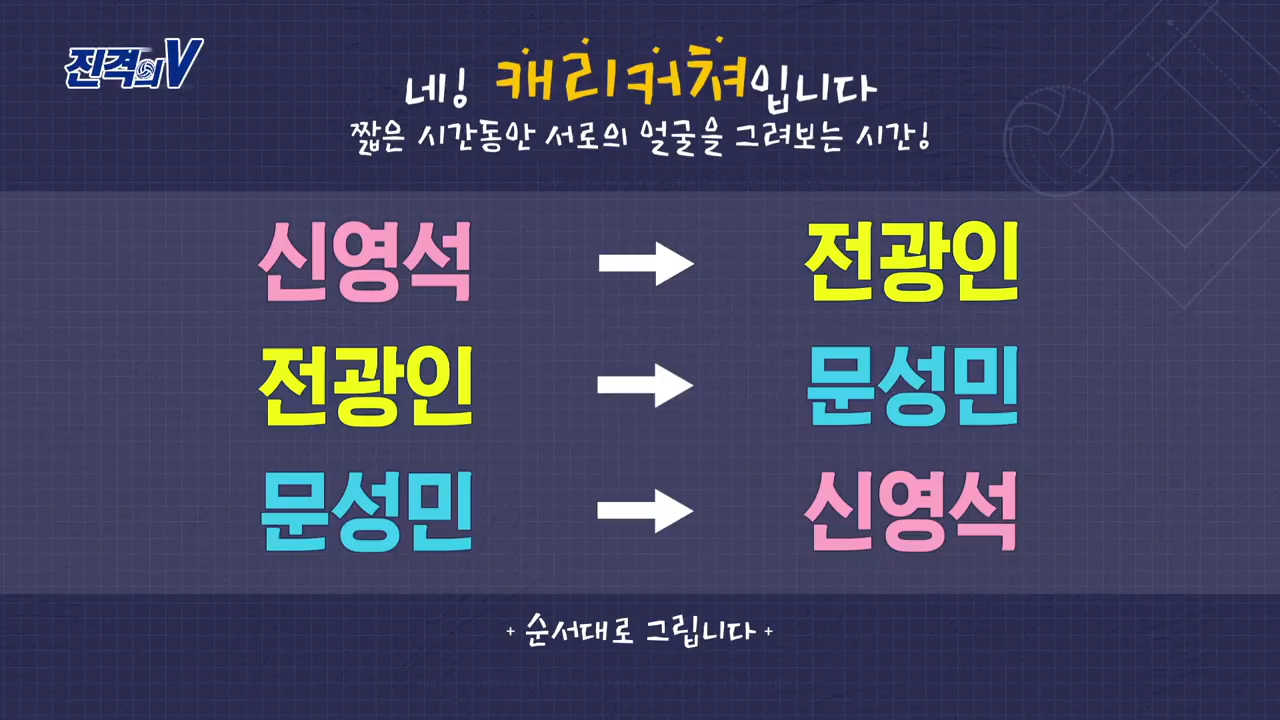 진격의V
네! 캐리커쳐입니다
짧은 시간동안 서로의 얼굴을 그려보는 시간!
신영석 → 전광인
전광인 → 문성민
문성민 → 신영석
+ 순서대로 그립니다 +